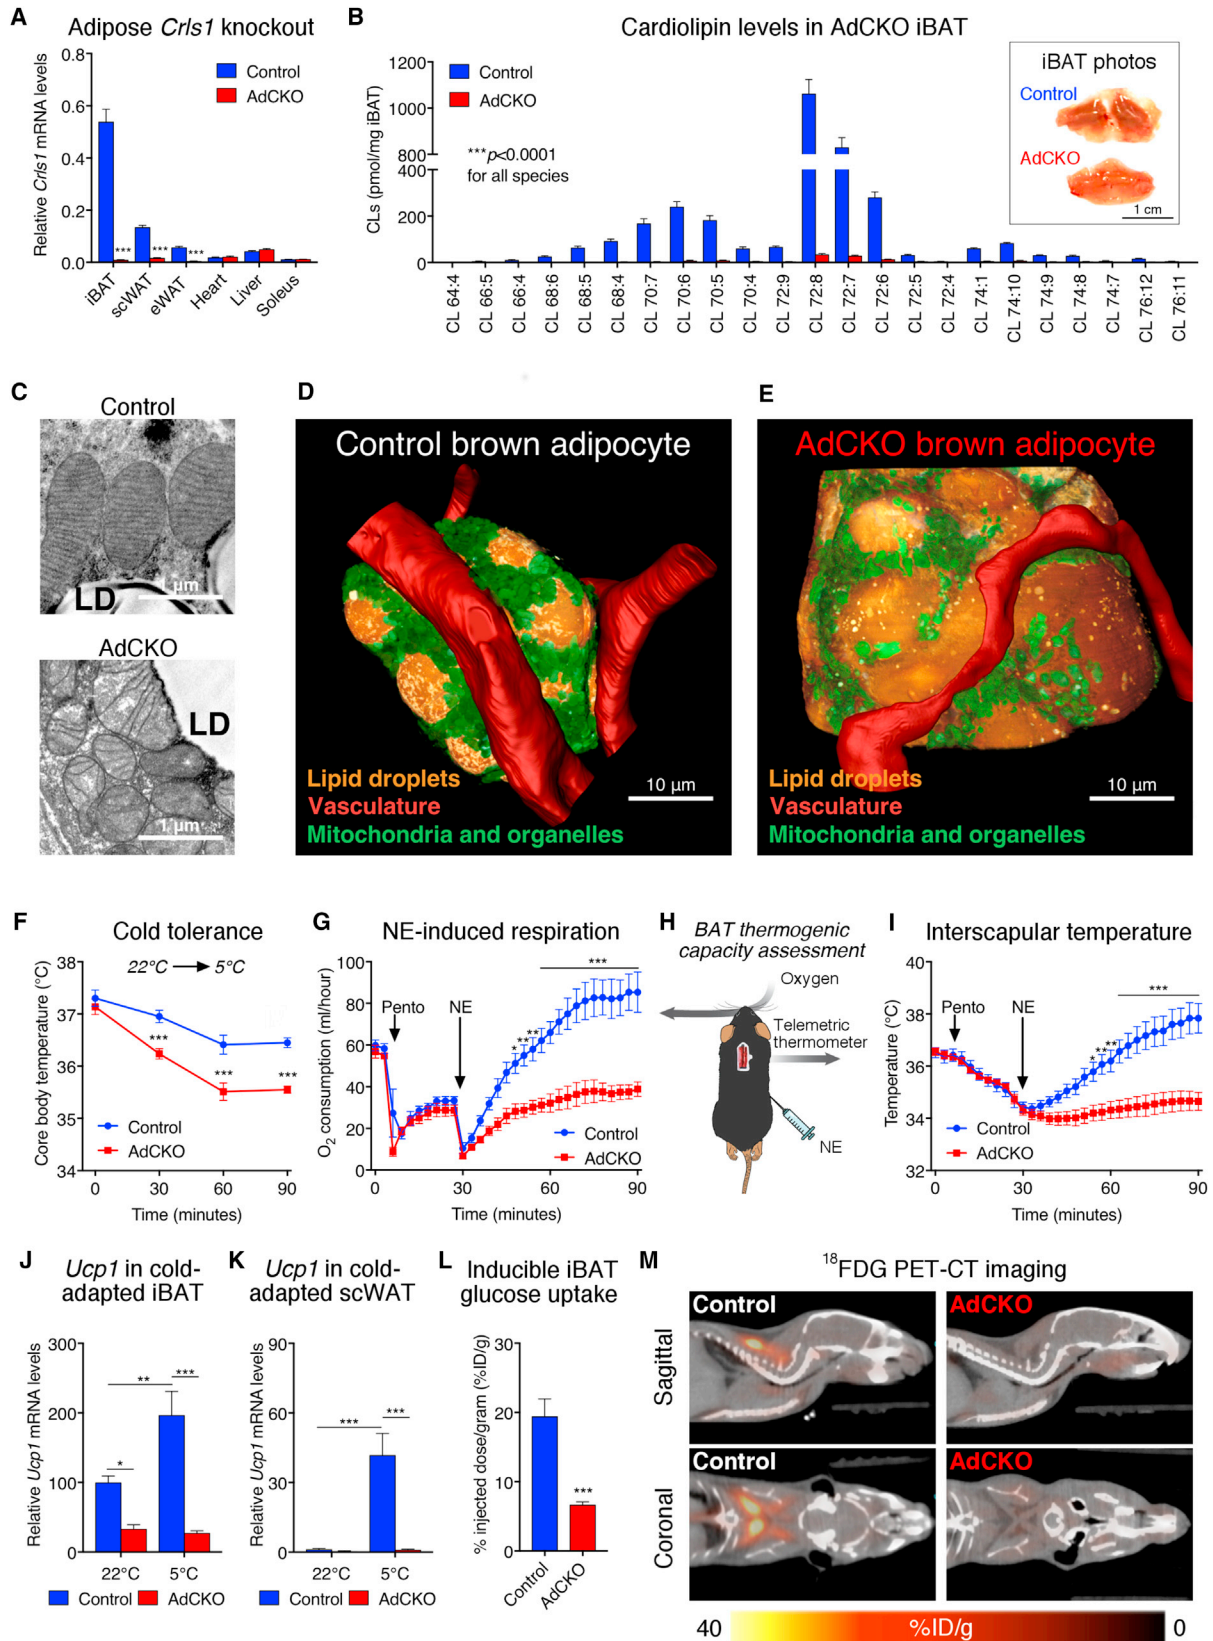 A
Adipose Crls1 knockout
Relative Crls1 mRNA levels
0.8
0.6
0.4
0.2
0.0
Control
AdCKO
***
***
***
iBAT
scWAT
eWAT
Heart
Liver
Soleus
B
Cardiolipin levels in AdCKO iBAT
CLs (pmol/mg iBAT)
1200
1000
800
400
200
0
Control
AdCKO
***p<0.0001
for all species
iBAT photos
Control
AdCKO
1 cm
CL 64:4
CL 66:5
CL 66:4
CL 68:6
CL 68:5
CL 68:4
CL 70:7
CL 70:6
CL 70:5
CL 70:4
CL 72:9
CL 72:8
CL 72:7
CL 72:6
CL 72:5
CL 72:4
CL 74:11
CL 74:10
CL 74:9
CL 74:8
CL 74:7
CL 76:12
CL 76:11
C
Control
LD
1 µm
AdCKO
LD
1 µm
D
Control brown adipocyte
Lipid droplets
Vasculature
Mitochondria and organelles
10 µm
E
AdCKO brown adipocyte
Lipid droplets
Vasculature
Mitochondria and organelles
10 µm
F
Cold tolerance
22°C → 5°C
Core body temperature (°C)
38
37
36
35
34
***
***
***
Control
AdCKO
0 30 60 90
Time (minutes)
G
NE-induced respiration
O2 consumption (ml/hour)
100
80
60
40
20
0
Pento
NE
*
**
**
***
Control
AdCKO
0 30 60 90
Time (minutes)
H
BAT thermogenic
capacity assessment
Oxygen
Telemetric
thermometer
NE
I
Interscapular temperature
Temperature (°C)
40
38
36
34
32
Pento
NE
*
**
**
***
Control
AdCKO
0 30 60 90
Time (minutes)
J
Ucp1 in cold-
adapted iBAT
Relative Ucp1 mRNA levels
300
200
100
0
*
**
***
22°C 5°C
Control AdCKO
K
Ucp1 in cold-
adapted scWAT
Relative Ucp1 mRNA levels
90
60
30
0
***
***
22°C 5°C
Control AdCKO
L
Inducible iBAT
glucose uptake
% injected dose/gram (%ID/g)
30
20
10
0
***
Control
AdCKO
M
18FDG PET-CT imaging
Sagittal
Control
AdCKO
Coronal
Control
AdCKO
40 %ID/g 0